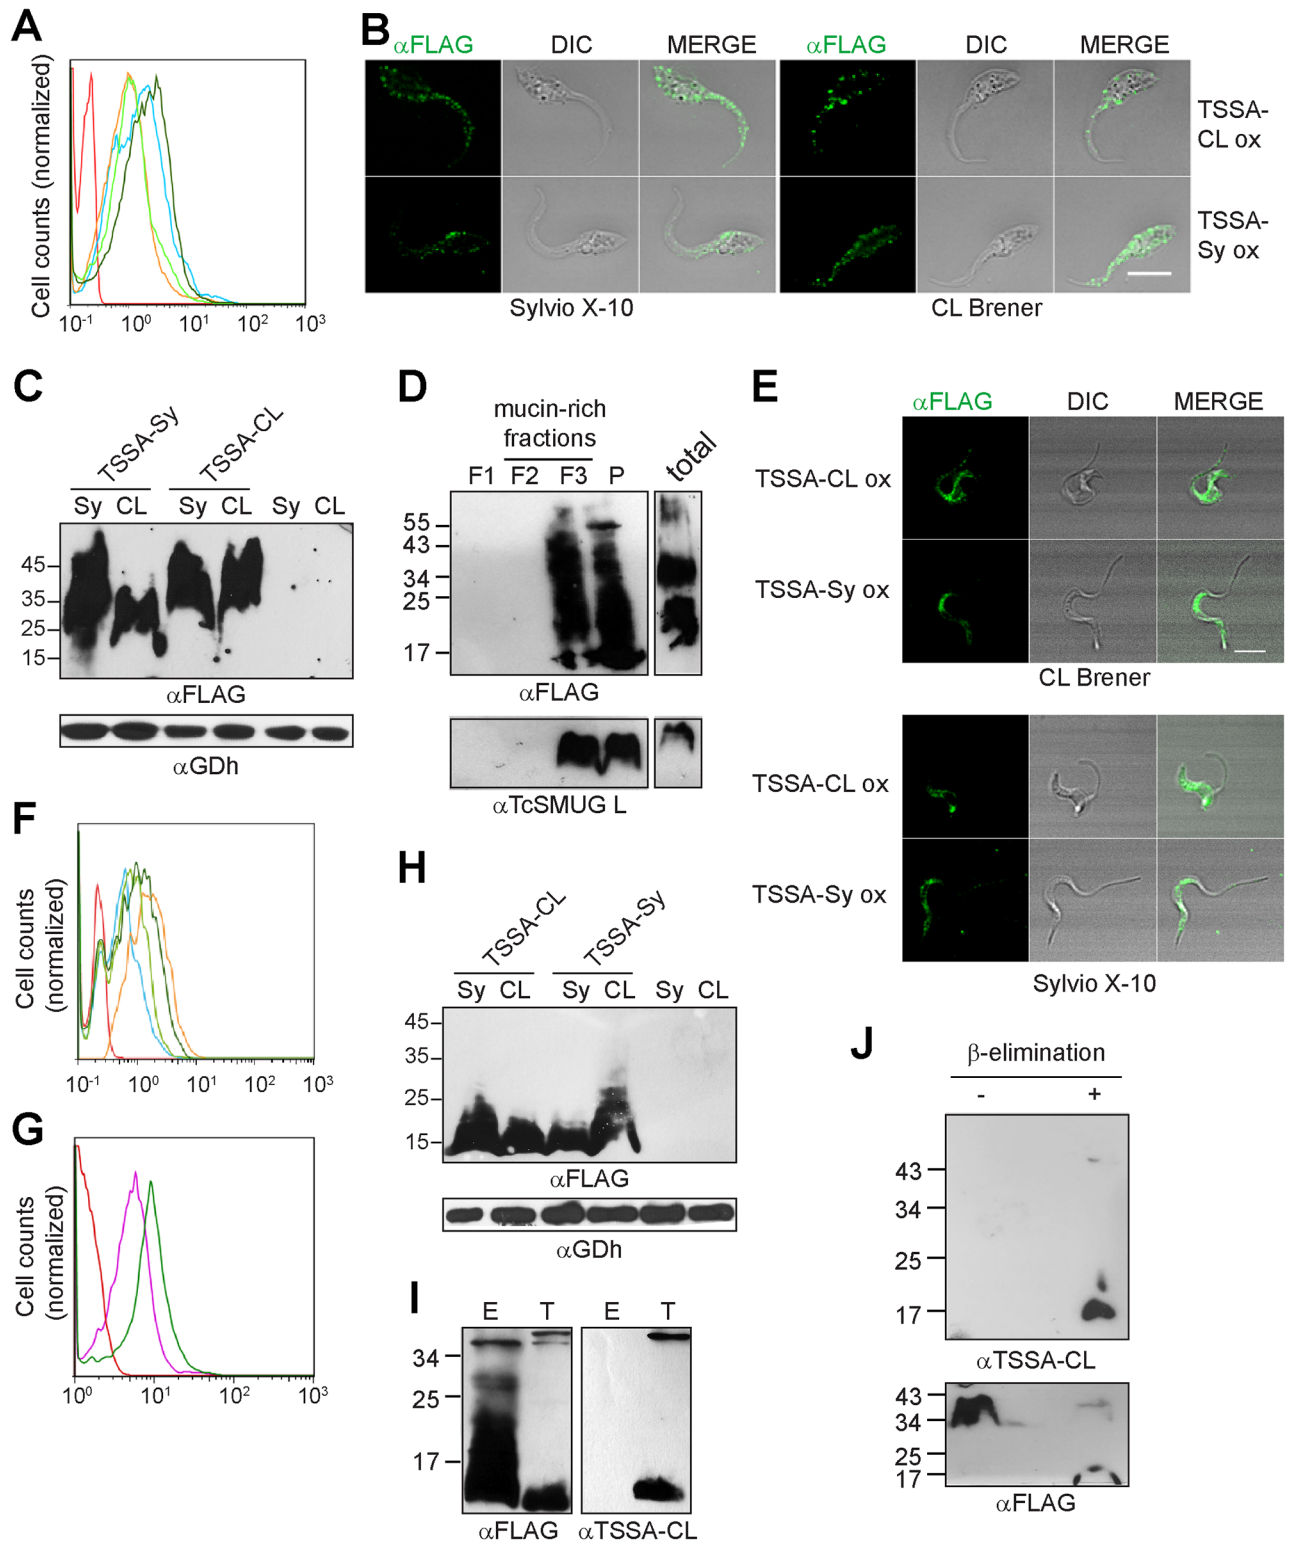 A
Cell counts (normalized)
10-1 100 101 102 103
B
αFLAG DIC MERGE αFLAG DIC MERGE
TSSA-
CL ox
TSSA-
Sy ox
Sylvio X-10 CL Brener
C
TSSA-Sy TSSA-CL
Sy CL Sy CL Sy CL
45
35
25
15
αFLAG
αGDh
D
mucin-rich
fractions
F1 F2 F3 P total
55
43
34
25
17
αFLAG
αTcSMUG L
E
αFLAG DIC MERGE
TSSA-CL ox
TSSA-Sy ox
CL Brener
TSSA-CL ox
TSSA-Sy ox
Sylvio X-10
F
Cell counts
(normalized)
10-1 100 101 102 103
G
Cell counts
(normalized)
100 101 102 103
H
TSSA-CL TSSA-Sy
Sy CL Sy CL Sy CL
45
35
25
15
αFLAG
αGDh
I
E T E T
34
25
17
αFLAG αTSSA-CL
J
β-elimination
- +
43
34
25
17
αTSSA-CL
43
34
25
17
αFLAG